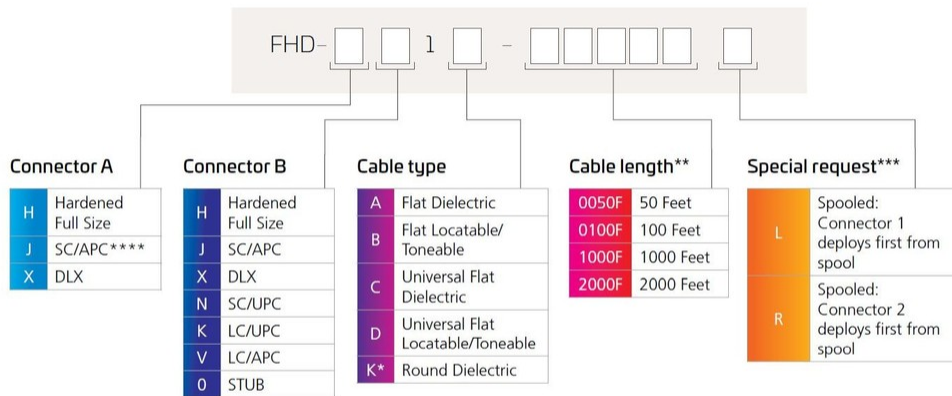 FHD- 1 -
Connector A
H Hardened
Full Size
J SC/APC****
X DLX
Connector B
H Hardened
Full Size
J SC/APC
X DLX
N SC/UPC
K LC/UPC
V LC/APC
0 STUB
Cable type
A Flat Dielectric
B Flat Locatable/
Toneable
C Universal Flat
Dielectric
D Universal Flat
Locatable/Toneable
K* Round Dielectric
Cable length**
0050F 50 Feet
0100F 100 Feet
1000F 1000 Feet
2000F 2000 Feet
Special request***
L Spooled:
Connector 1
deploys first from
spool
R Spooled:
Connector 2
deploys first from
spool